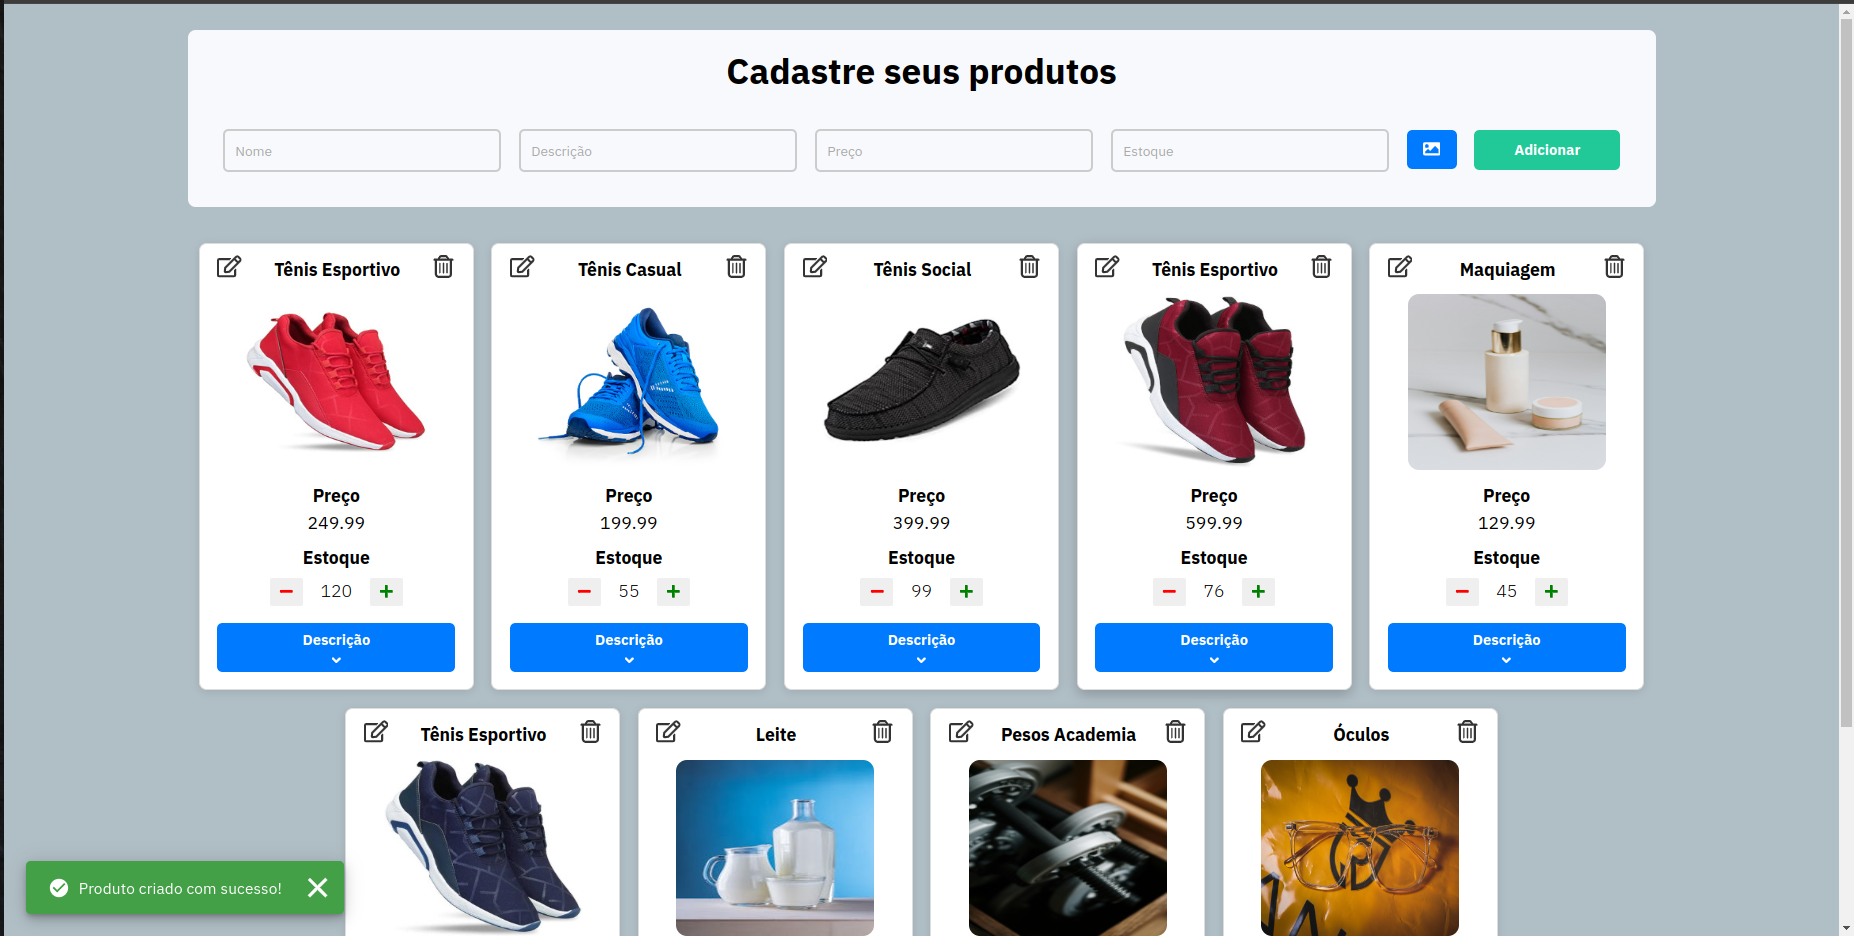 Cadastre seus produtos
Nome
Descrição
Preço
Estoque
Adicionar
Tênis Esportivo
Preço
249.99
Estoque
120
Descrição
Tênis Casual
Preço
199.99
Estoque
55
Descrição
Tênis Social
Preço
399.99
Estoque
99
Descrição
Tênis Esportivo
Preço
599.99
Estoque
76
Descrição
Maquiagem
Preço
129.99
Estoque
45
Descrição
Tênis Esportivo
Leite
Pesos Academia
Óculos
Produto criado com sucesso!